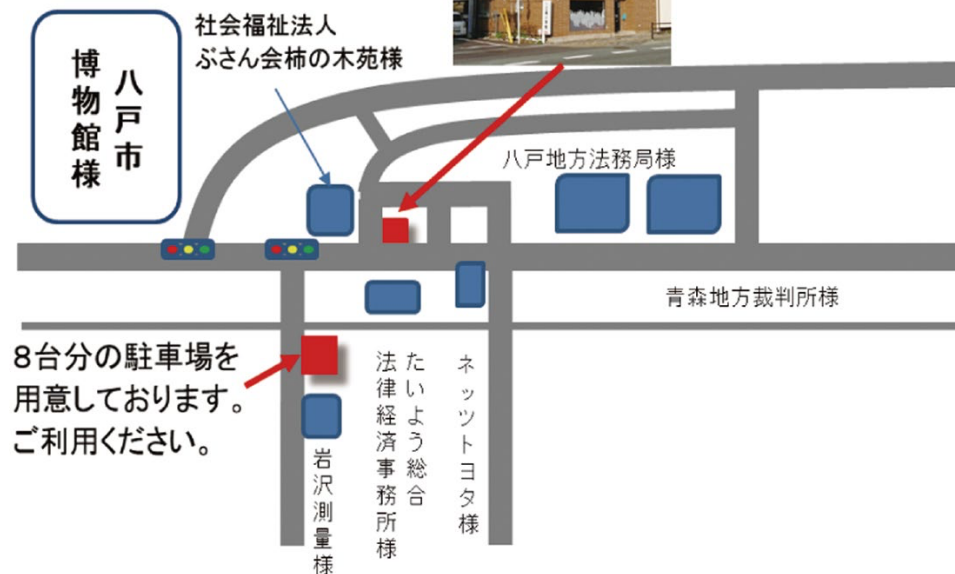 八戸市
博物館様
社会福祉法人
ぶさん会柿の木苑様
八戸地方法務局様
青森地方裁判所様
8台分の駐車場を
用意しております。
ご利用ください。
たいよう総合
法律経済事務所様
ネッツトヨタ様
岩沢測量様